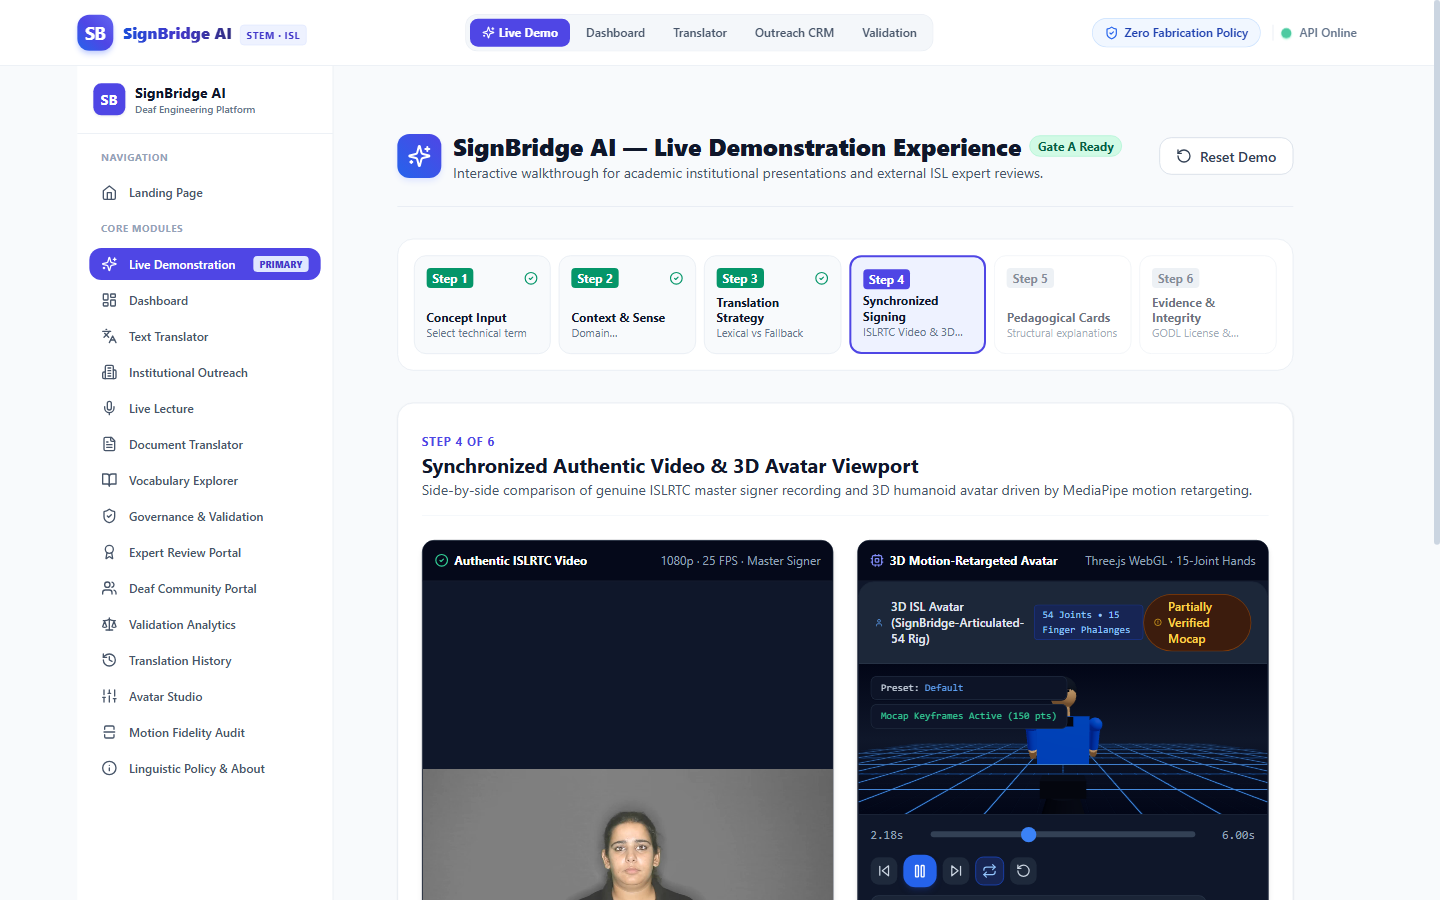 SB SignBridge AI STEM · ISL
Live Demo Dashboard Translator Outreach CRM Validation
Zero Fabrication Policy API Online
SB SignBridge AI
Deaf Engineering Platform
NAVIGATION
Landing Page
CORE MODULES
Live Demonstration PRIMARY
Dashboard
Text Translator
Institutional Outreach
Live Lecture
Document Translator
Vocabulary Explorer
Governance & Validation
Expert Review Portal
Deaf Community Portal
Validation Analytics
Translation History
Avatar Studio
Motion Fidelity Audit
Linguistic Policy & About
SignBridge AI — Live Demonstration Experience Gate A Ready
Interactive walkthrough for academic institutional presentations and external ISL expert reviews.
Reset Demo
Step 1
Concept Input
Select technical term
Step 2
Context & Sense
Domain...
Step 3
Translation
Strategy
Lexical vs Fallback
Step 4
Synchronized
Signing
ISLRTC Video & 3D...
Step 5
Pedagogical Cards
Structural explanations
Step 6
Evidence &
Integrity
GODL License &...
STEP 4 OF 6
Synchronized Authentic Video & 3D Avatar Viewport
Side-by-side comparison of genuine ISLRTC master signer recording and 3D humanoid avatar driven by MediaPipe motion retargeting.
Authentic ISLRTC Video 1080p · 25 FPS · Master Signer
3D Motion-Retargeted Avatar Three.js WebGL · 15-Joint Hands
3D ISL Avatar
(SignBridge-Articulated-
54 Rig)
54 Joints • 15
Finger Phalanges
Partially
Verified
Mocap
Preset: Default
Mocap Keyframes Active (150 pts)
2.18s 6.00s